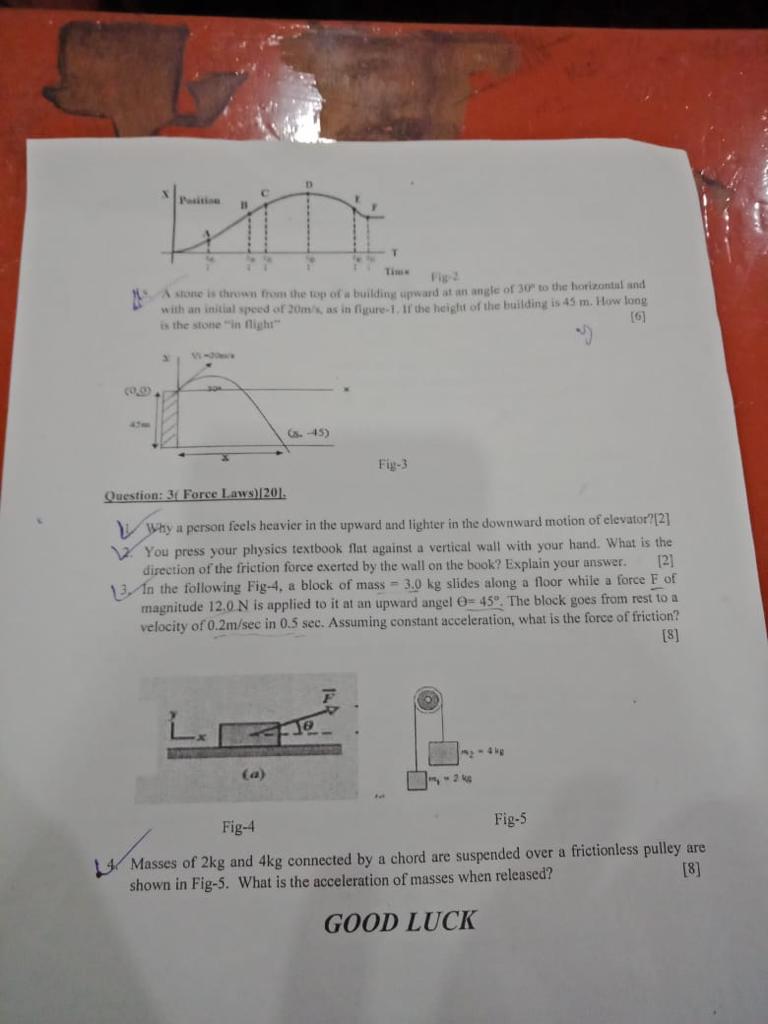 X
Position
A
B
C
D
E
F
T
Time
Fig-2
A stone is thrown from the top of a building upward at an angle of 30° to the horizontal and
with an initial speed of 20m/s, as in figure-1. If the height of the building is 45 m. How long
is the stone "in flight"
[6]
Vi =20m/s
(0,0)
30°
x
45m
(x, -45)
x
Fig-3
Question: 3( Force Laws)[20].
1. Why a person feels heavier in the upward and lighter in the downward motion of elevator?[2]
2. You press your physics textbook flat against a vertical wall with your hand. What is the
direction of the friction force exerted by the wall on the book? Explain your answer. [2]
3. In the following Fig-4, a block of mass = 3.0 kg slides along a floor while a force F of
magnitude 12.0 N is applied to it at an upward angel Θ= 45°. The block goes from rest to a
velocity of 0.2m/sec in 0.5 sec. Assuming constant acceleration, what is the force of friction?
[8]
y
x
F
θ
(a)
m₂ = 4 kg
m₁ = 2 kg
Fig-4
Fig-5
4. Masses of 2kg and 4kg connected by a chord are suspended over a frictionless pulley are
shown in Fig-5. What is the acceleration of masses when released? [8]
GOOD LUCK